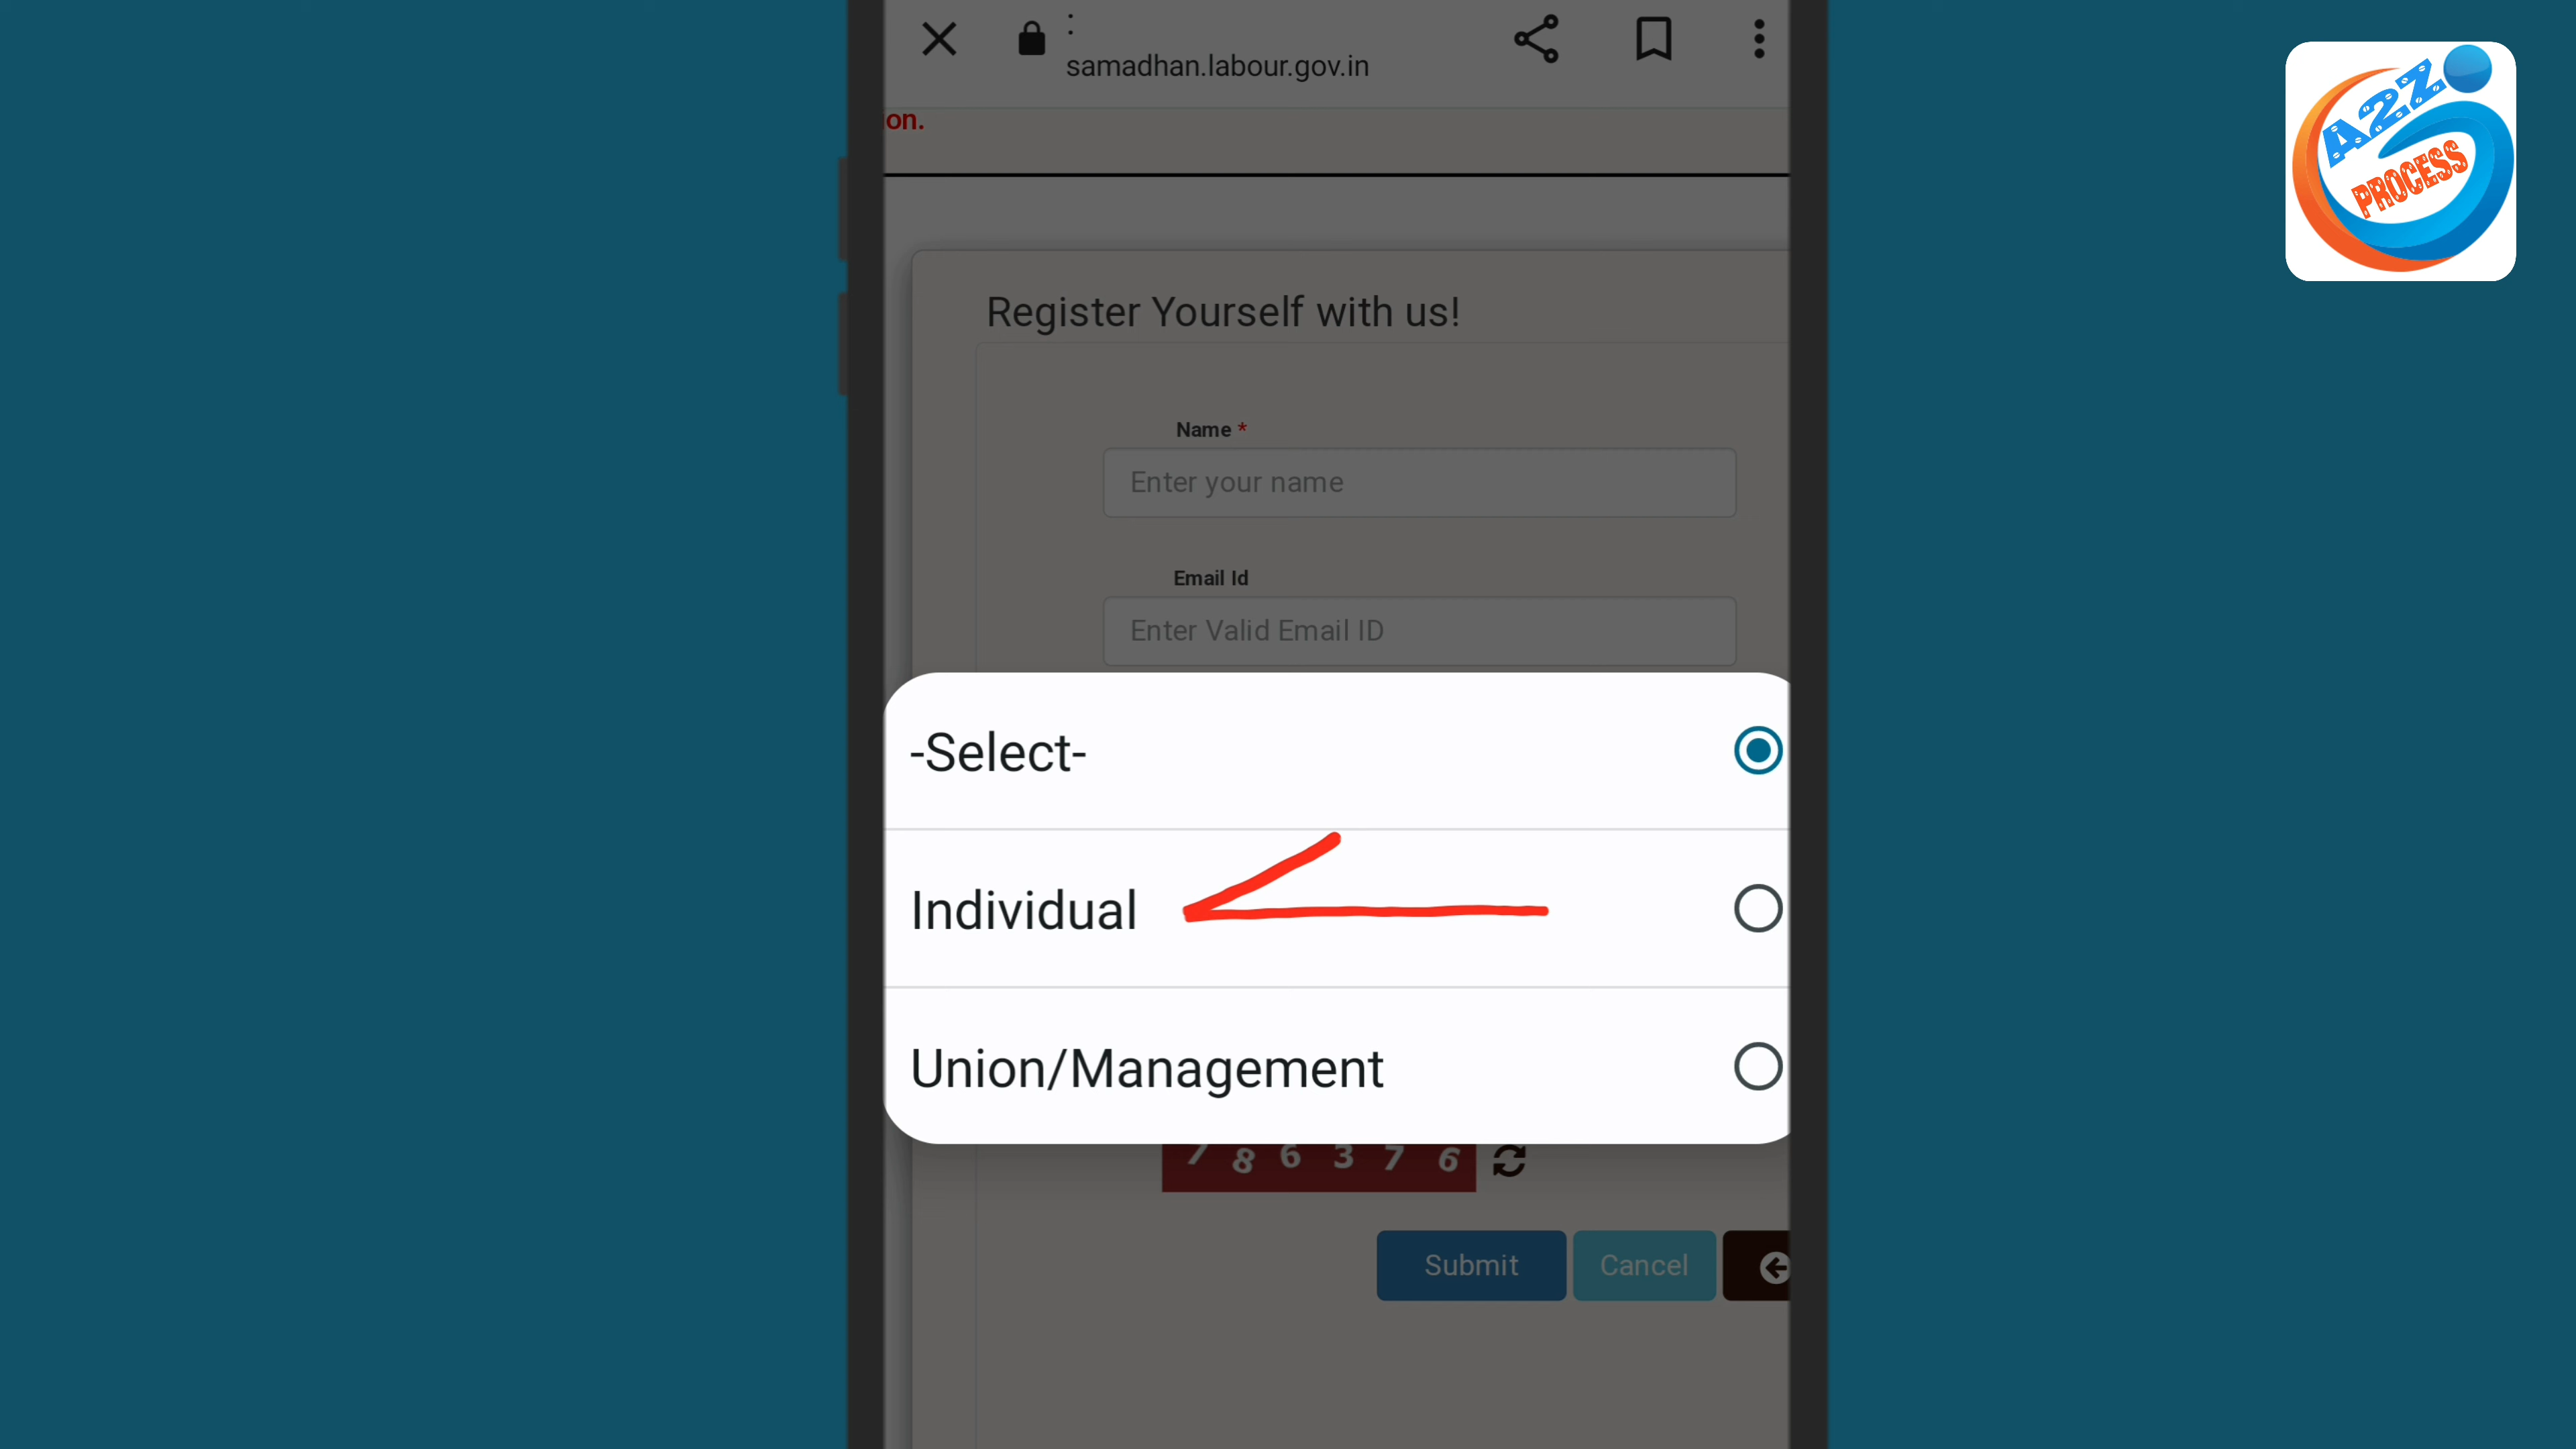 :
samadhan.labour.gov.in
on.
A2Z
PROCESS
Register Yourself with us!
Name *
Enter your name
Email Id
Enter Valid Email ID
-Select-
Individual
Union/Management
7 8 6 3 7 6
Submit
Cancel